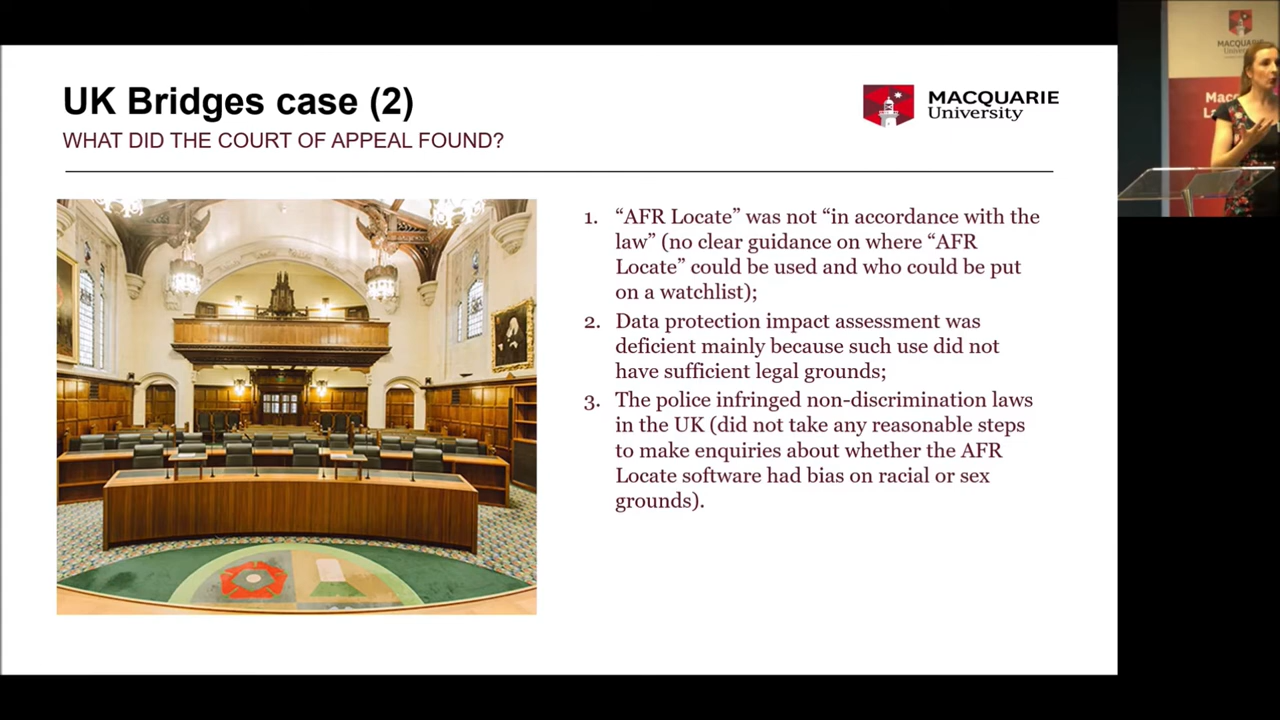 UK Bridges case (2)
WHAT DID THE COURT OF APPEAL FOUND?
MACQUARIE
University
1. “AFR Locate” was not “in accordance with the
law” (no clear guidance on where “AFR
Locate” could be used and who could be put
on a watchlist);
2. Data protection impact assessment was
deficient mainly because such use did not
have sufficient legal grounds;
3. The police infringed non-discrimination laws
in the UK (did not take any reasonable steps
to make enquiries about whether the AFR
Locate software had bias on racial or sex
grounds).